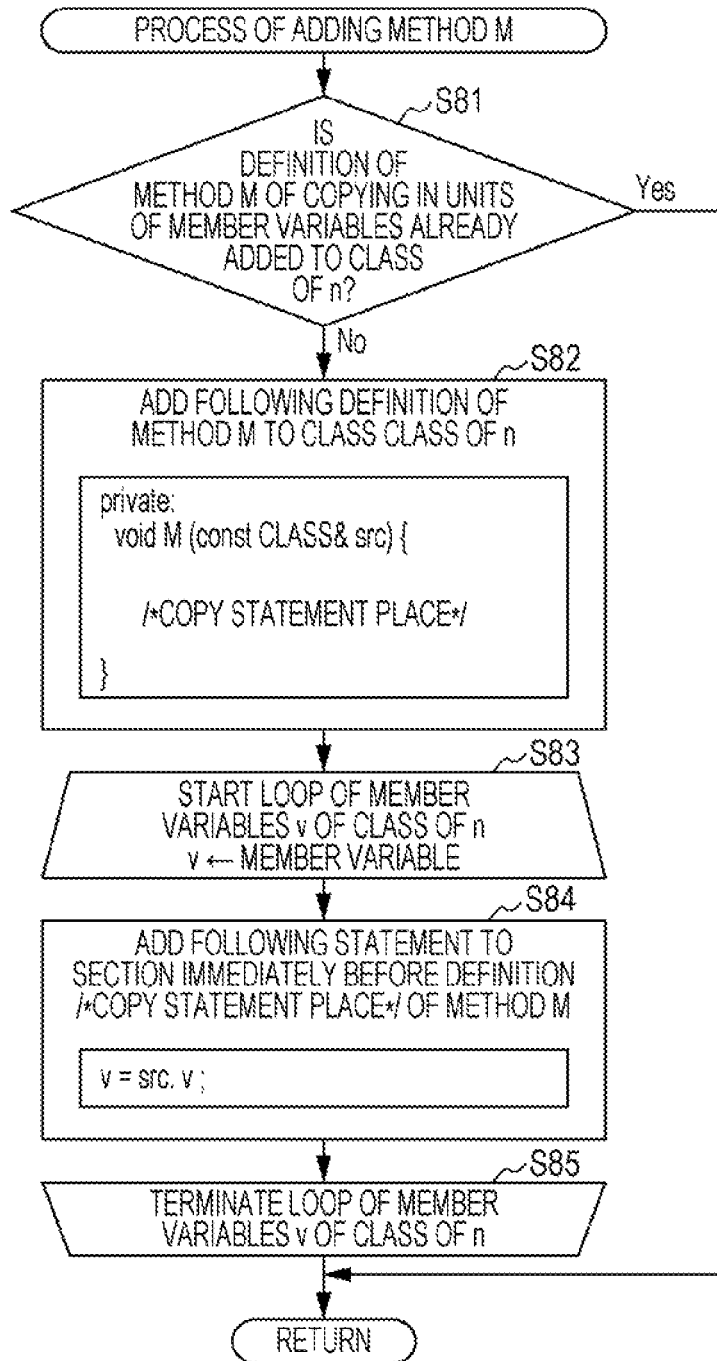 PROCESS OF ADDING METHOD M
S81
IS
DEFINITION OF
METHOD M OF COPYING IN UNITS
OF MEMBER VARIABLES ALREADY
ADDED TO CLASS
OF n?
Yes
No
S82
ADD FOLLOWING DEFINITION OF
METHOD M TO CLASS CLASS OF n
private:
void M (const CLASS& src) {
/*COPY STATEMENT PLACE*/
}
S83
START LOOP OF MEMBER
VARIABLES v OF CLASS OF n
v ← MEMBER VARIABLE
S84
ADD FOLLOWING STATEMENT TO
SECTION IMMEDIATELY BEFORE DEFINITION
/*COPY STATEMENT PLACE*/ OF METHOD M
v = src. v ;
S85
TERMINATE LOOP OF MEMBER
VARIABLES v OF CLASS OF n
RETURN